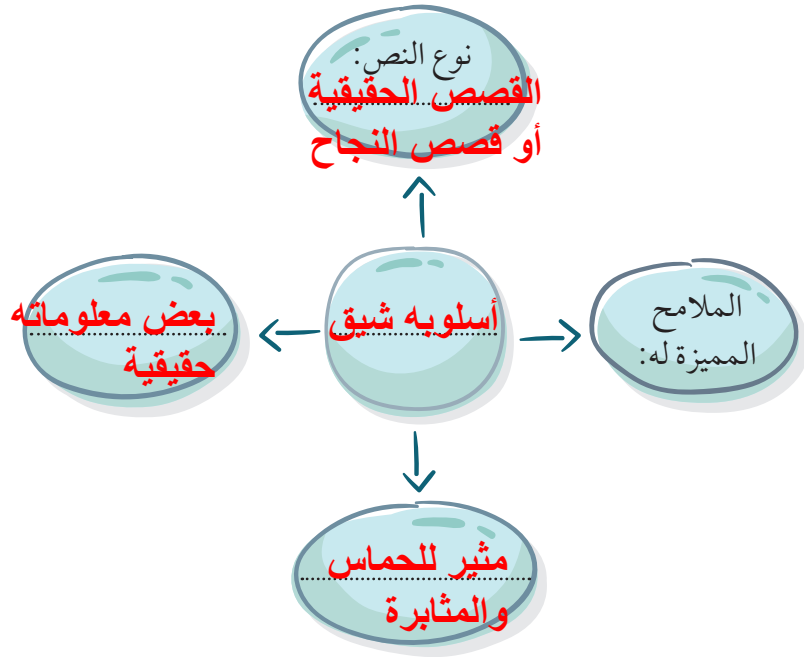 نوع النص:
القصص الحقيقية
أو قصص النجاح
الملامح
المميزة له:
أسلوبه شيق
بعض معلوماته
حقيقية
مثير للحماس
والمثابرة